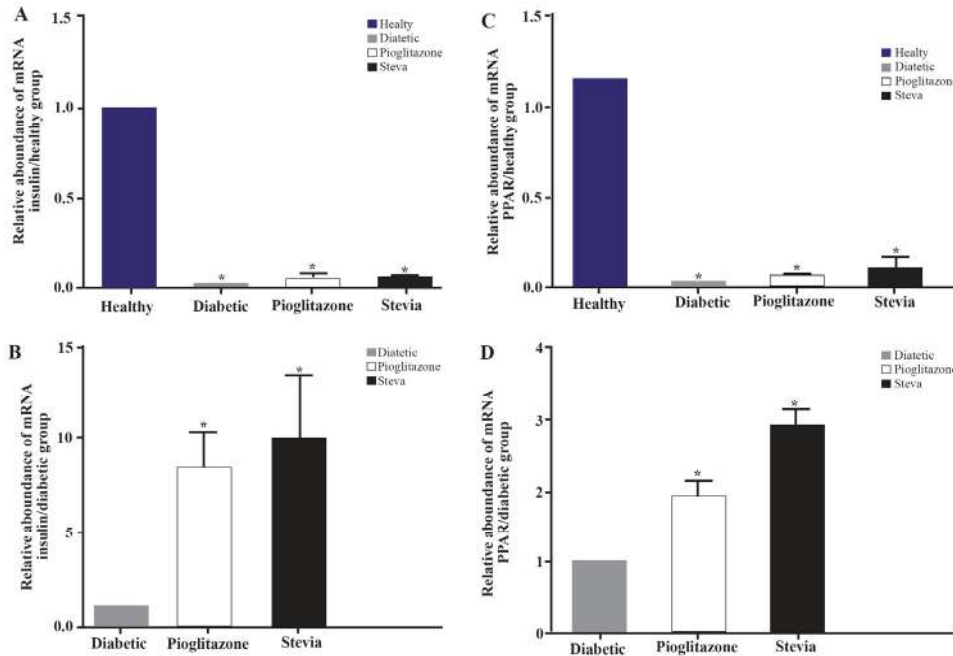 A
Relative aboundance of mRNA
insulin/healthy group
1.5
1.0
0.5
0.0
Healty
Diatetic
Pioglitazone
Steva
*
*
*
Healthy
Diabetic
Pioglitazone
Stevia
C
Relative aboundance of mRNA
PPAR/healthy group
1.5
1.0
0.5
0.0
Healty
Diatetic
Pioglitazone
Steva
*
*
*
Healthy
Diabetic
Pioglitazone
Stevia
B
Relative aboundance of mRNA
insulin/diabetic group
15
10
5
0.0
Diatetic
Pioglitazone
Steva
*
*
Diabetic
Pioglitazone
Stevia
D
Relative aboundance of mRNA
PPAR/diabetic group
4
3
2
1
0
Diatetic
Pioglitazone
Steva
*
*
Diabetic
Pioglitazone
Stevia